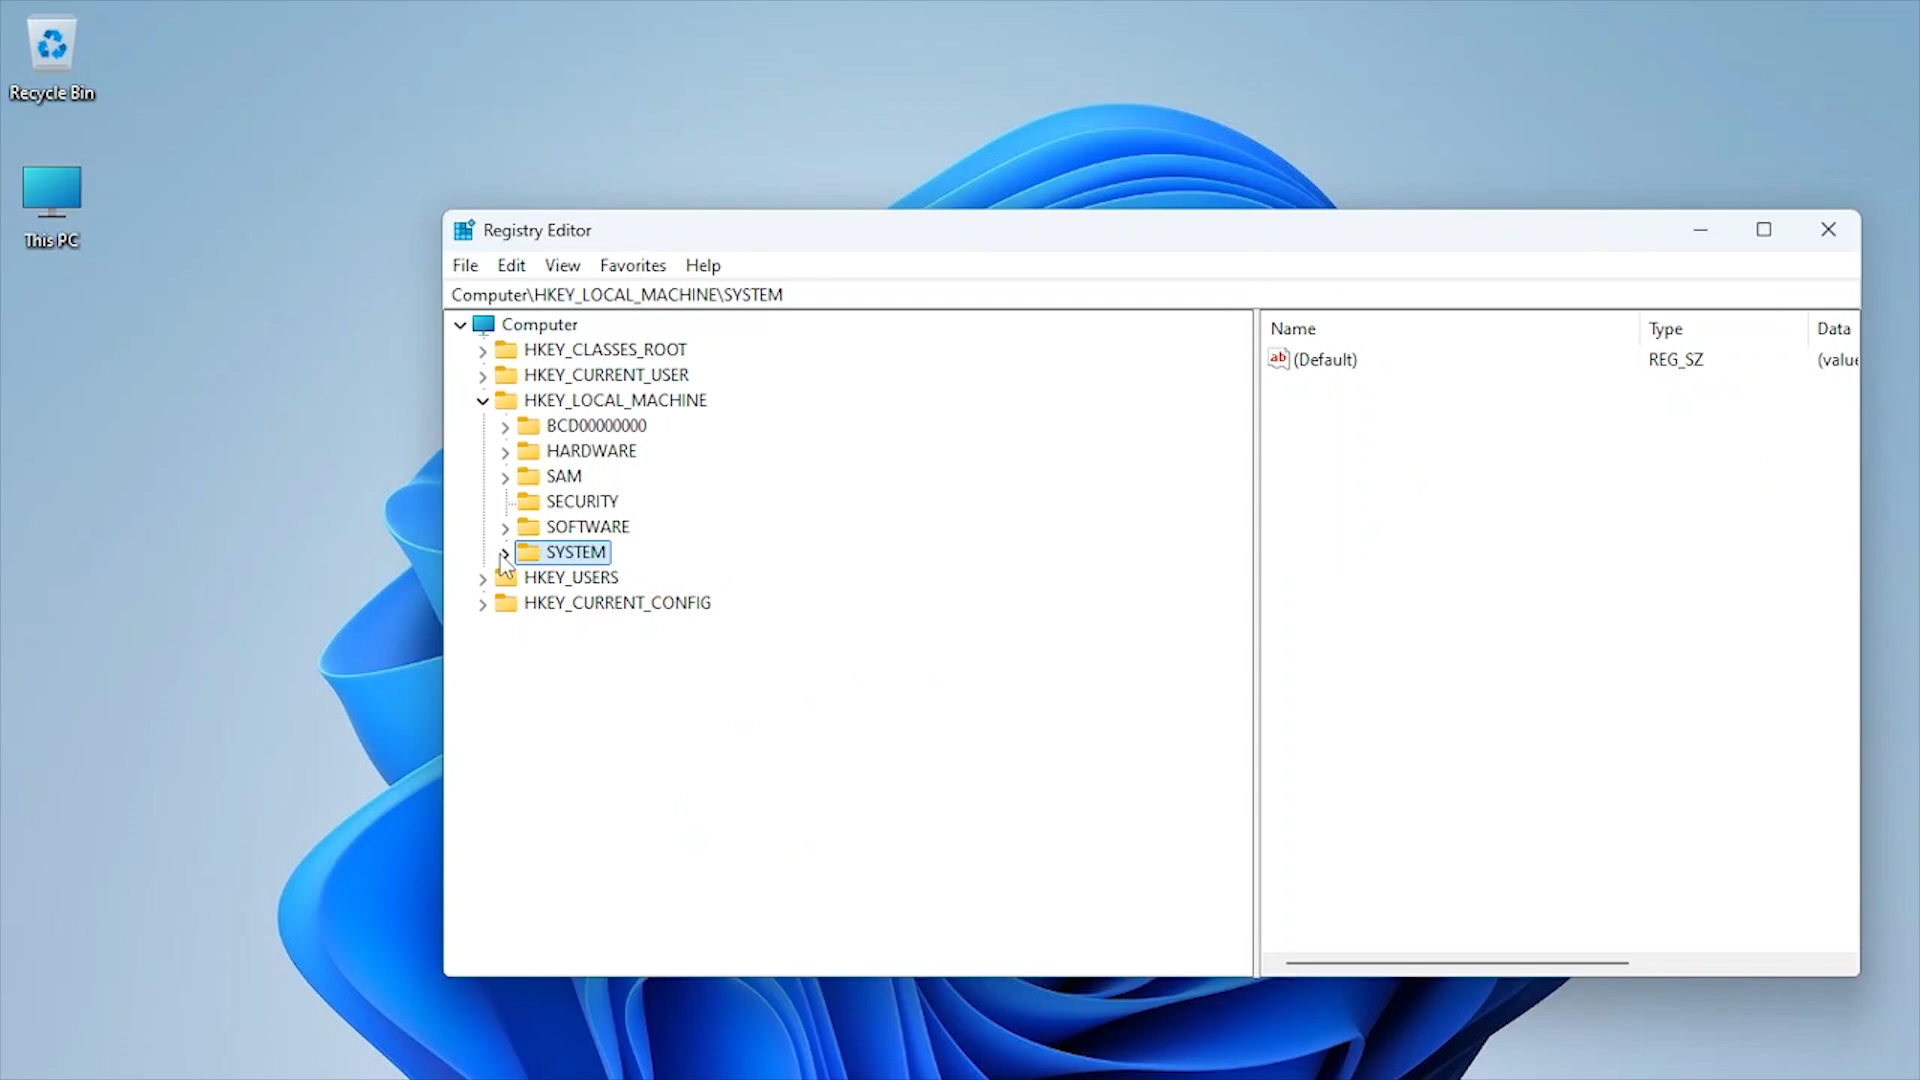 Recycle Bin
This PC
Registry Editor
File Edit View Favorites Help
Computer\HKEY_LOCAL_MACHINE\SYSTEM
Computer
HKEY_CLASSES_ROOT
HKEY_CURRENT_USER
HKEY_LOCAL_MACHINE
BCD00000000
HARDWARE
SAM
SECURITY
SOFTWARE
SYSTEM
HKEY_USERS
HKEY_CURRENT_CONFIG
Name Type Data
ab (Default) REG_SZ (value